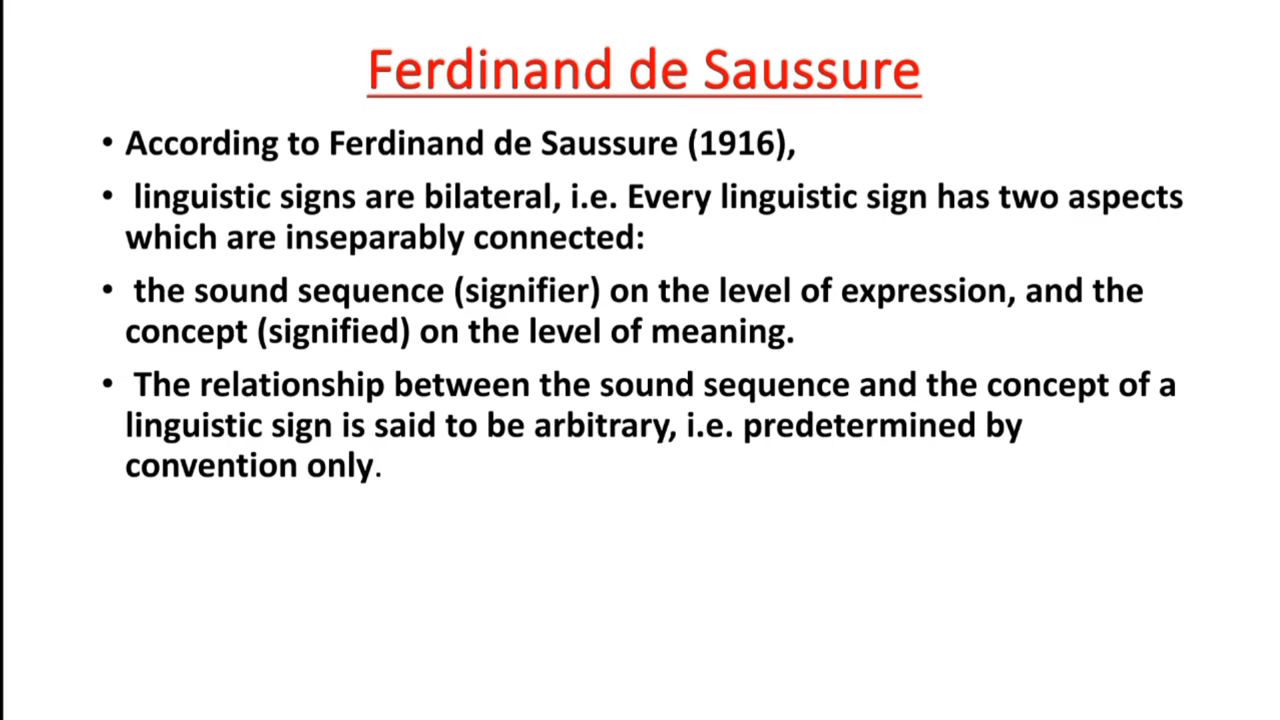 Ferdinand de Saussure
• According to Ferdinand de Saussure (1916),
• linguistic signs are bilateral, i.e. Every linguistic sign has two aspects
which are inseparably connected:
• the sound sequence (signifier) on the level of expression, and the
concept (signified) on the level of meaning.
• The relationship between the sound sequence and the concept of a
linguistic sign is said to be arbitrary, i.e. predetermined by
convention only.